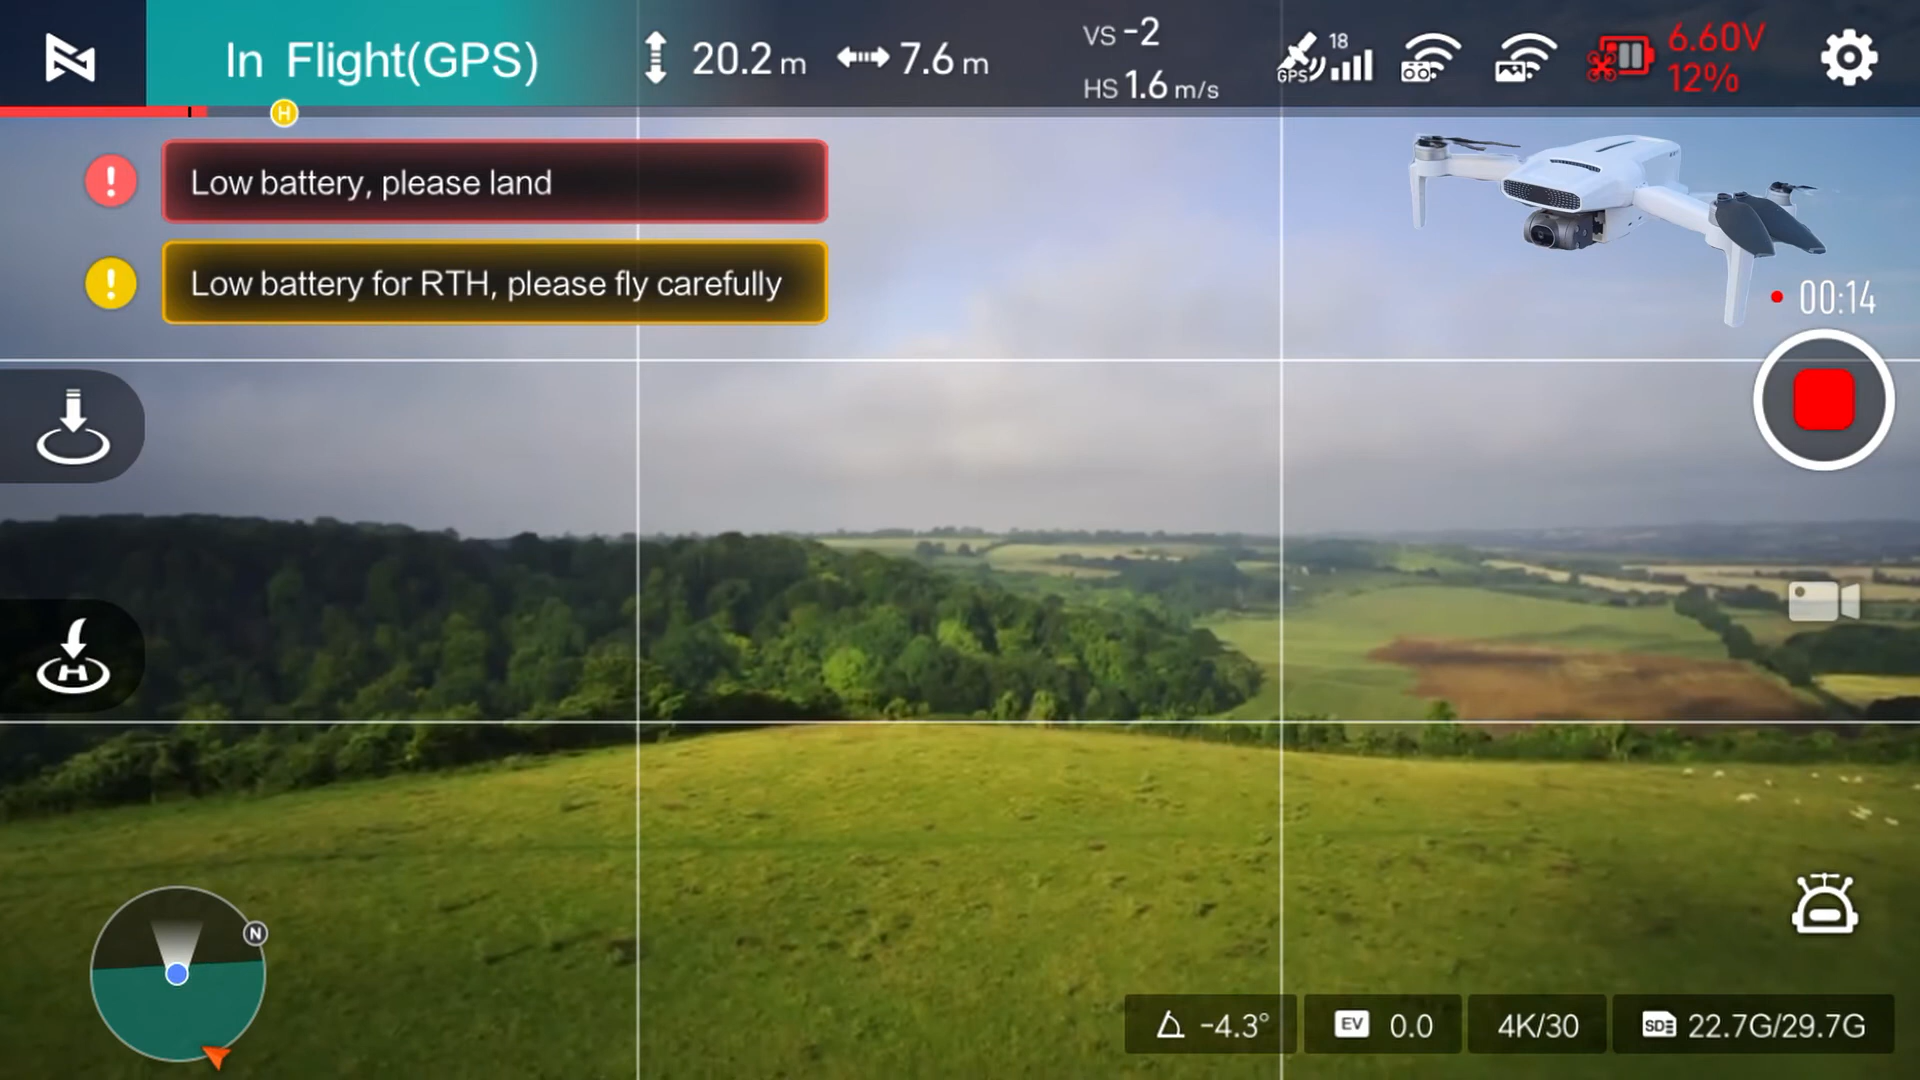 In Flight(GPS)
20.2 m
7.6 m
VS -2
HS 1.6 m/s
GPS
18
6.60V
12%
H
Low battery, please land
Low battery for RTH, please fly carefully
00:14
H
N
-4.3°
EV 0.0
4K/30
SD 22.7G/29.7G